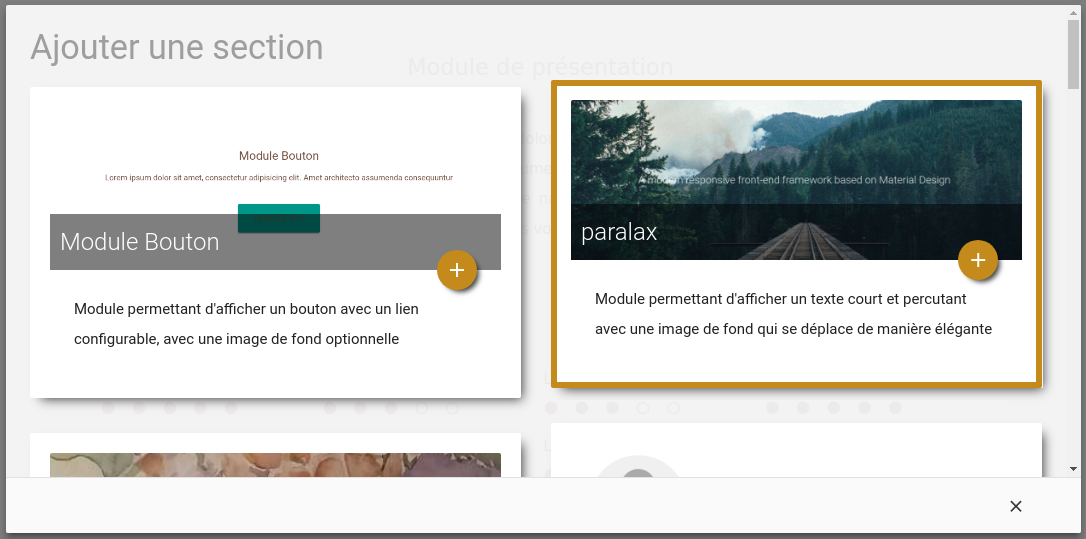 Ajouter une section
Module de présentation
Module Bouton
Lorem ipsum dolor sit amet, consectetur adipisicing elit. Amet architecto assumenda consequuntur
Module Bouton
+
Module permettant d'afficher un bouton avec un lien
configurable, avec une image de fond optionnelle
A modern responsive front-end framework based on Material Design
paralax
+
Module permettant d'afficher un texte court et percutant
avec une image de fond qui se déplace de manière élégante